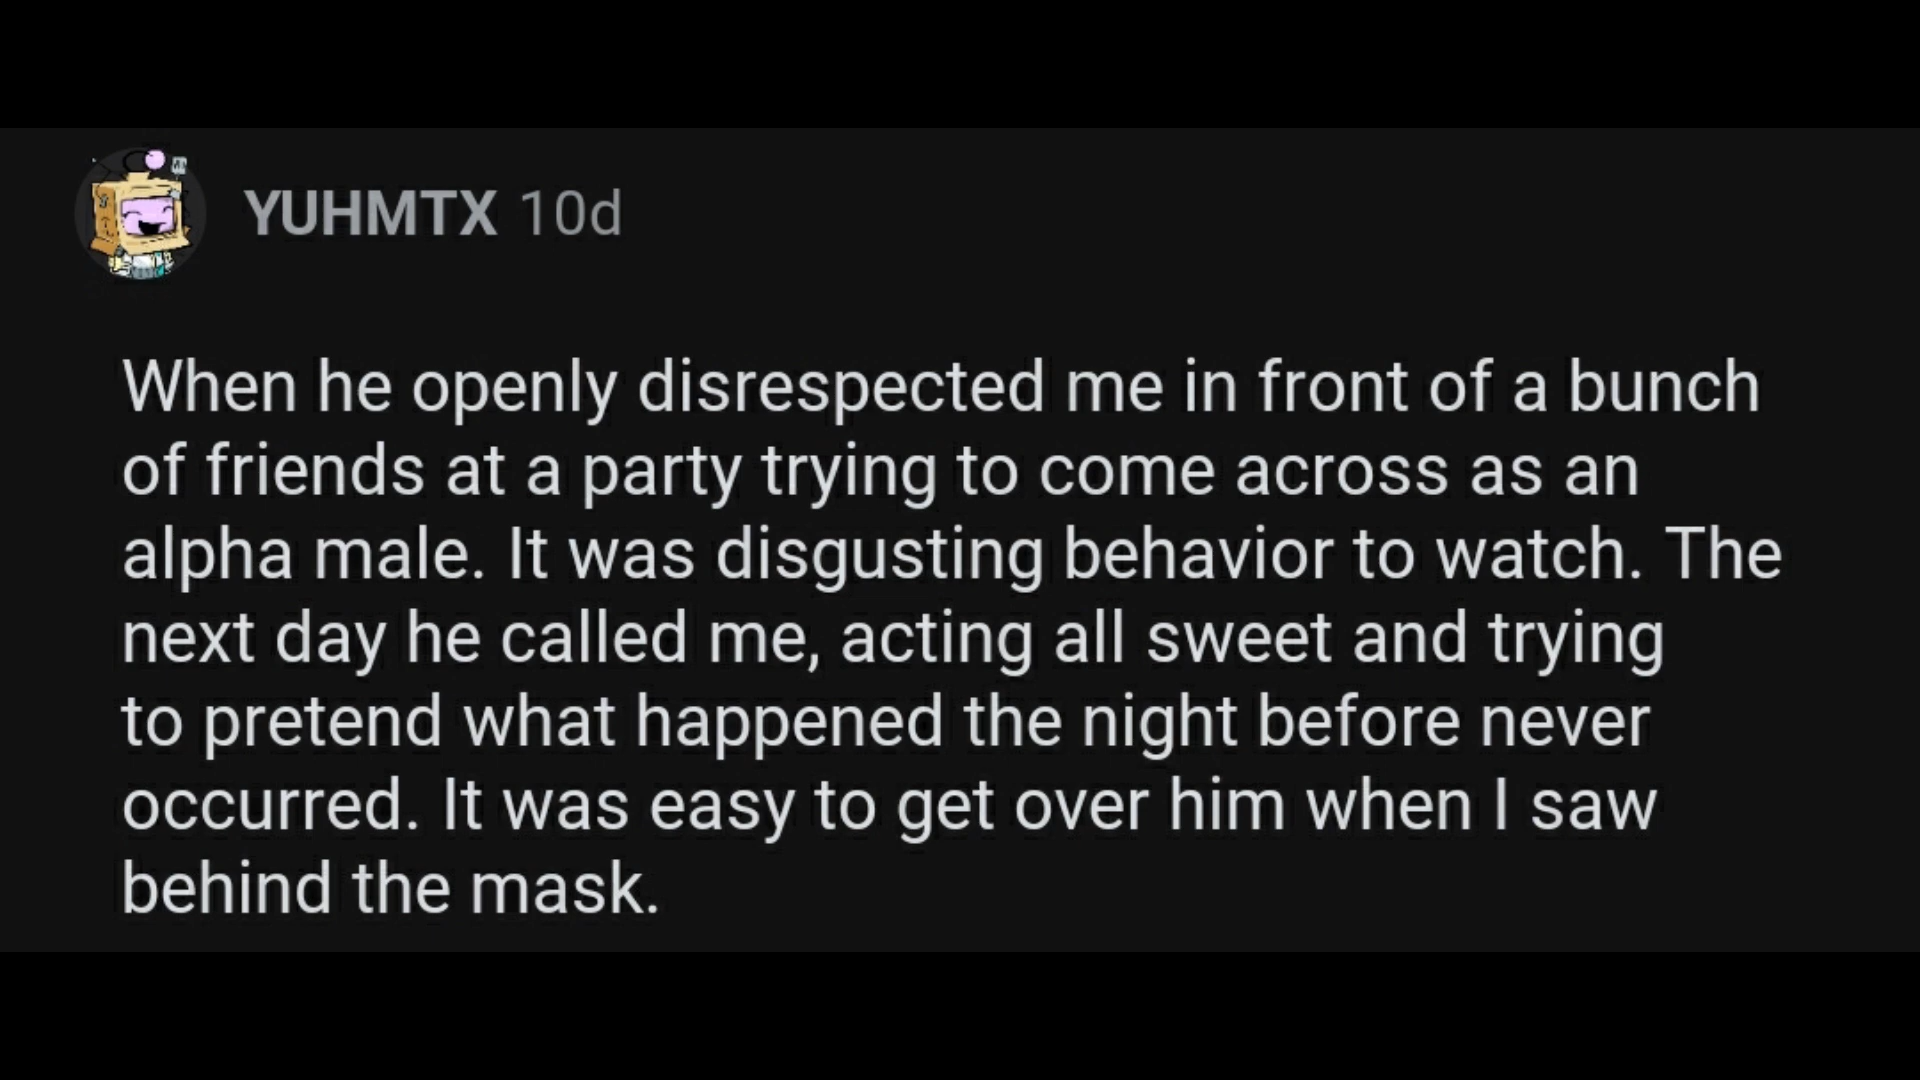 YUHMTX 10d
When he openly disrespected me in front of a bunch
of friends at a party trying to come across as an
alpha male. It was disgusting behavior to watch. The
next day he called me, acting all sweet and trying
to pretend what happened the night before never
occurred. It was easy to get over him when I saw
behind the mask.